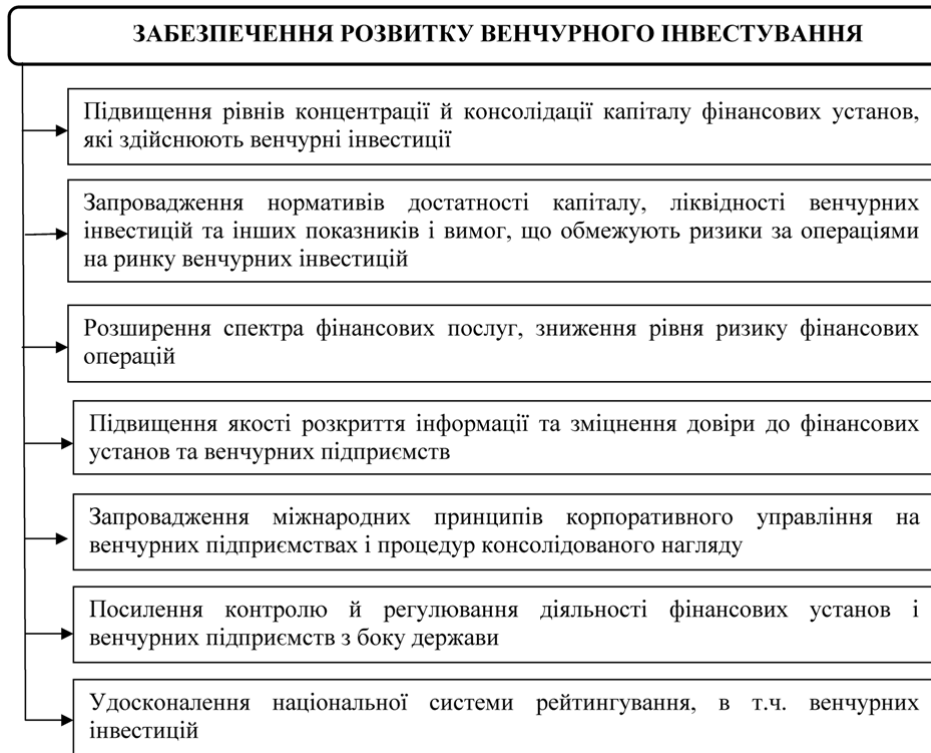 ЗАБЕЗПЕЧЕННЯ РОЗВИТКУ ВЕНЧУРНОГО ІНВЕСТУВАННЯ
Підвищення рівнів концентрації й консолідації капіталу фінансових установ,
які здійснюють венчурні інвестиції
Запровадження нормативів достатності капіталу, ліквідності венчурних
інвестицій та інших показників і вимог, що обмежують ризики за операціями
на ринку венчурних інвестицій
Розширення спектра фінансових послуг, зниження рівня ризику фінансових
операцій
Підвищення якості розкриття інформації та зміцнення довіри до фінансових
установ та венчурних підприємств
Запровадження міжнародних принципів корпоративного управління на
венчурних підприємствах і процедур консолідованого нагляду
Посилення контролю й регулювання діяльності фінансових установ і
венчурних підприємств з боку держави
Удосконалення національної системи рейтингування, в т.ч. венчурних
інвестицій